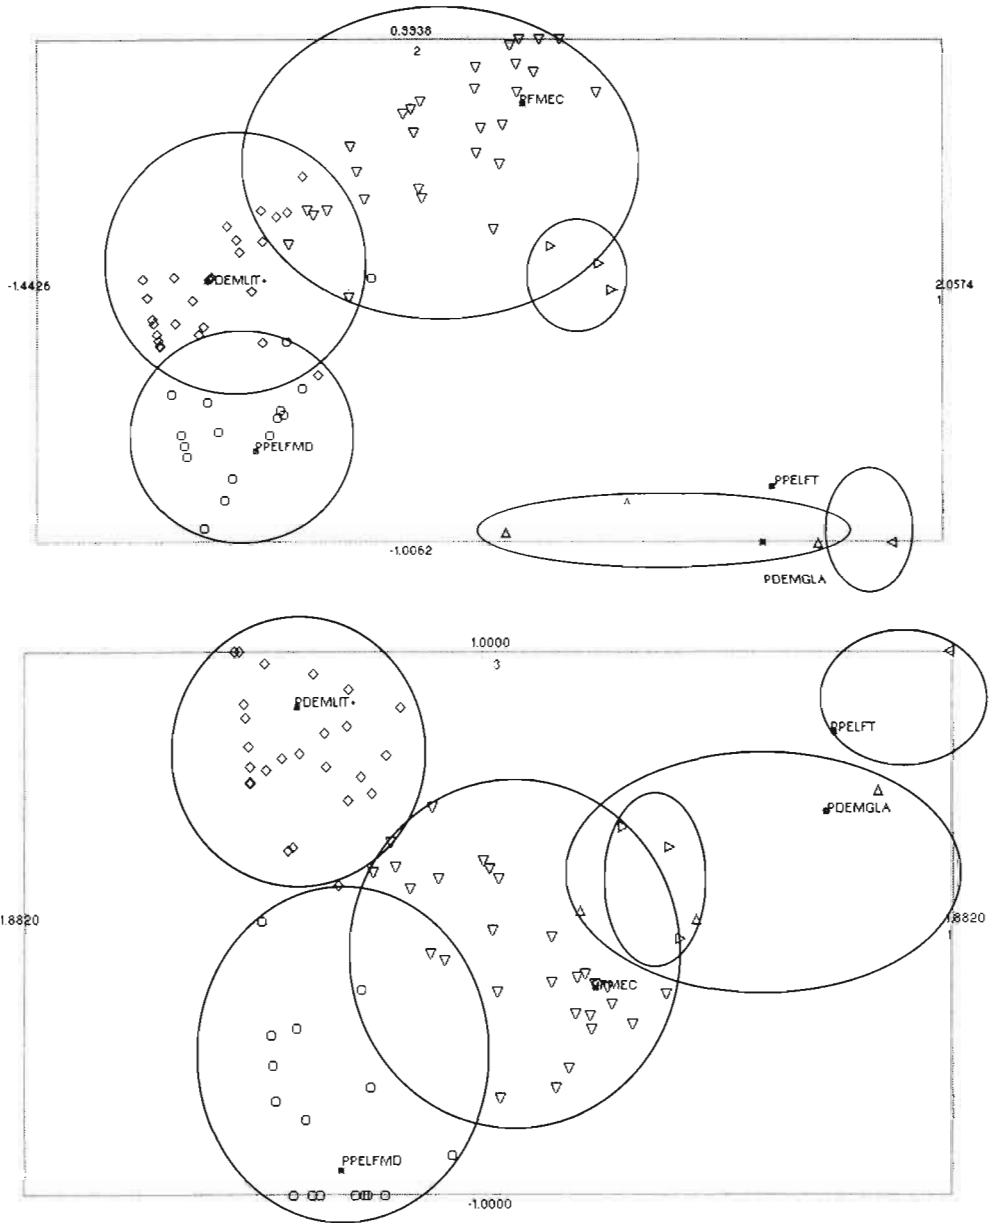 0.9938
2
PFMEC
-1.4426
PDEMLIT+
2.0574
1
PPELFMD
PPELFT
-1.0062
PDEMGLA
1.0000
3
PDEMLIT+
PPELFT
PDEMGLA
1.8820
1.8820
1
PFMEC
PPELFMD
-1.0000